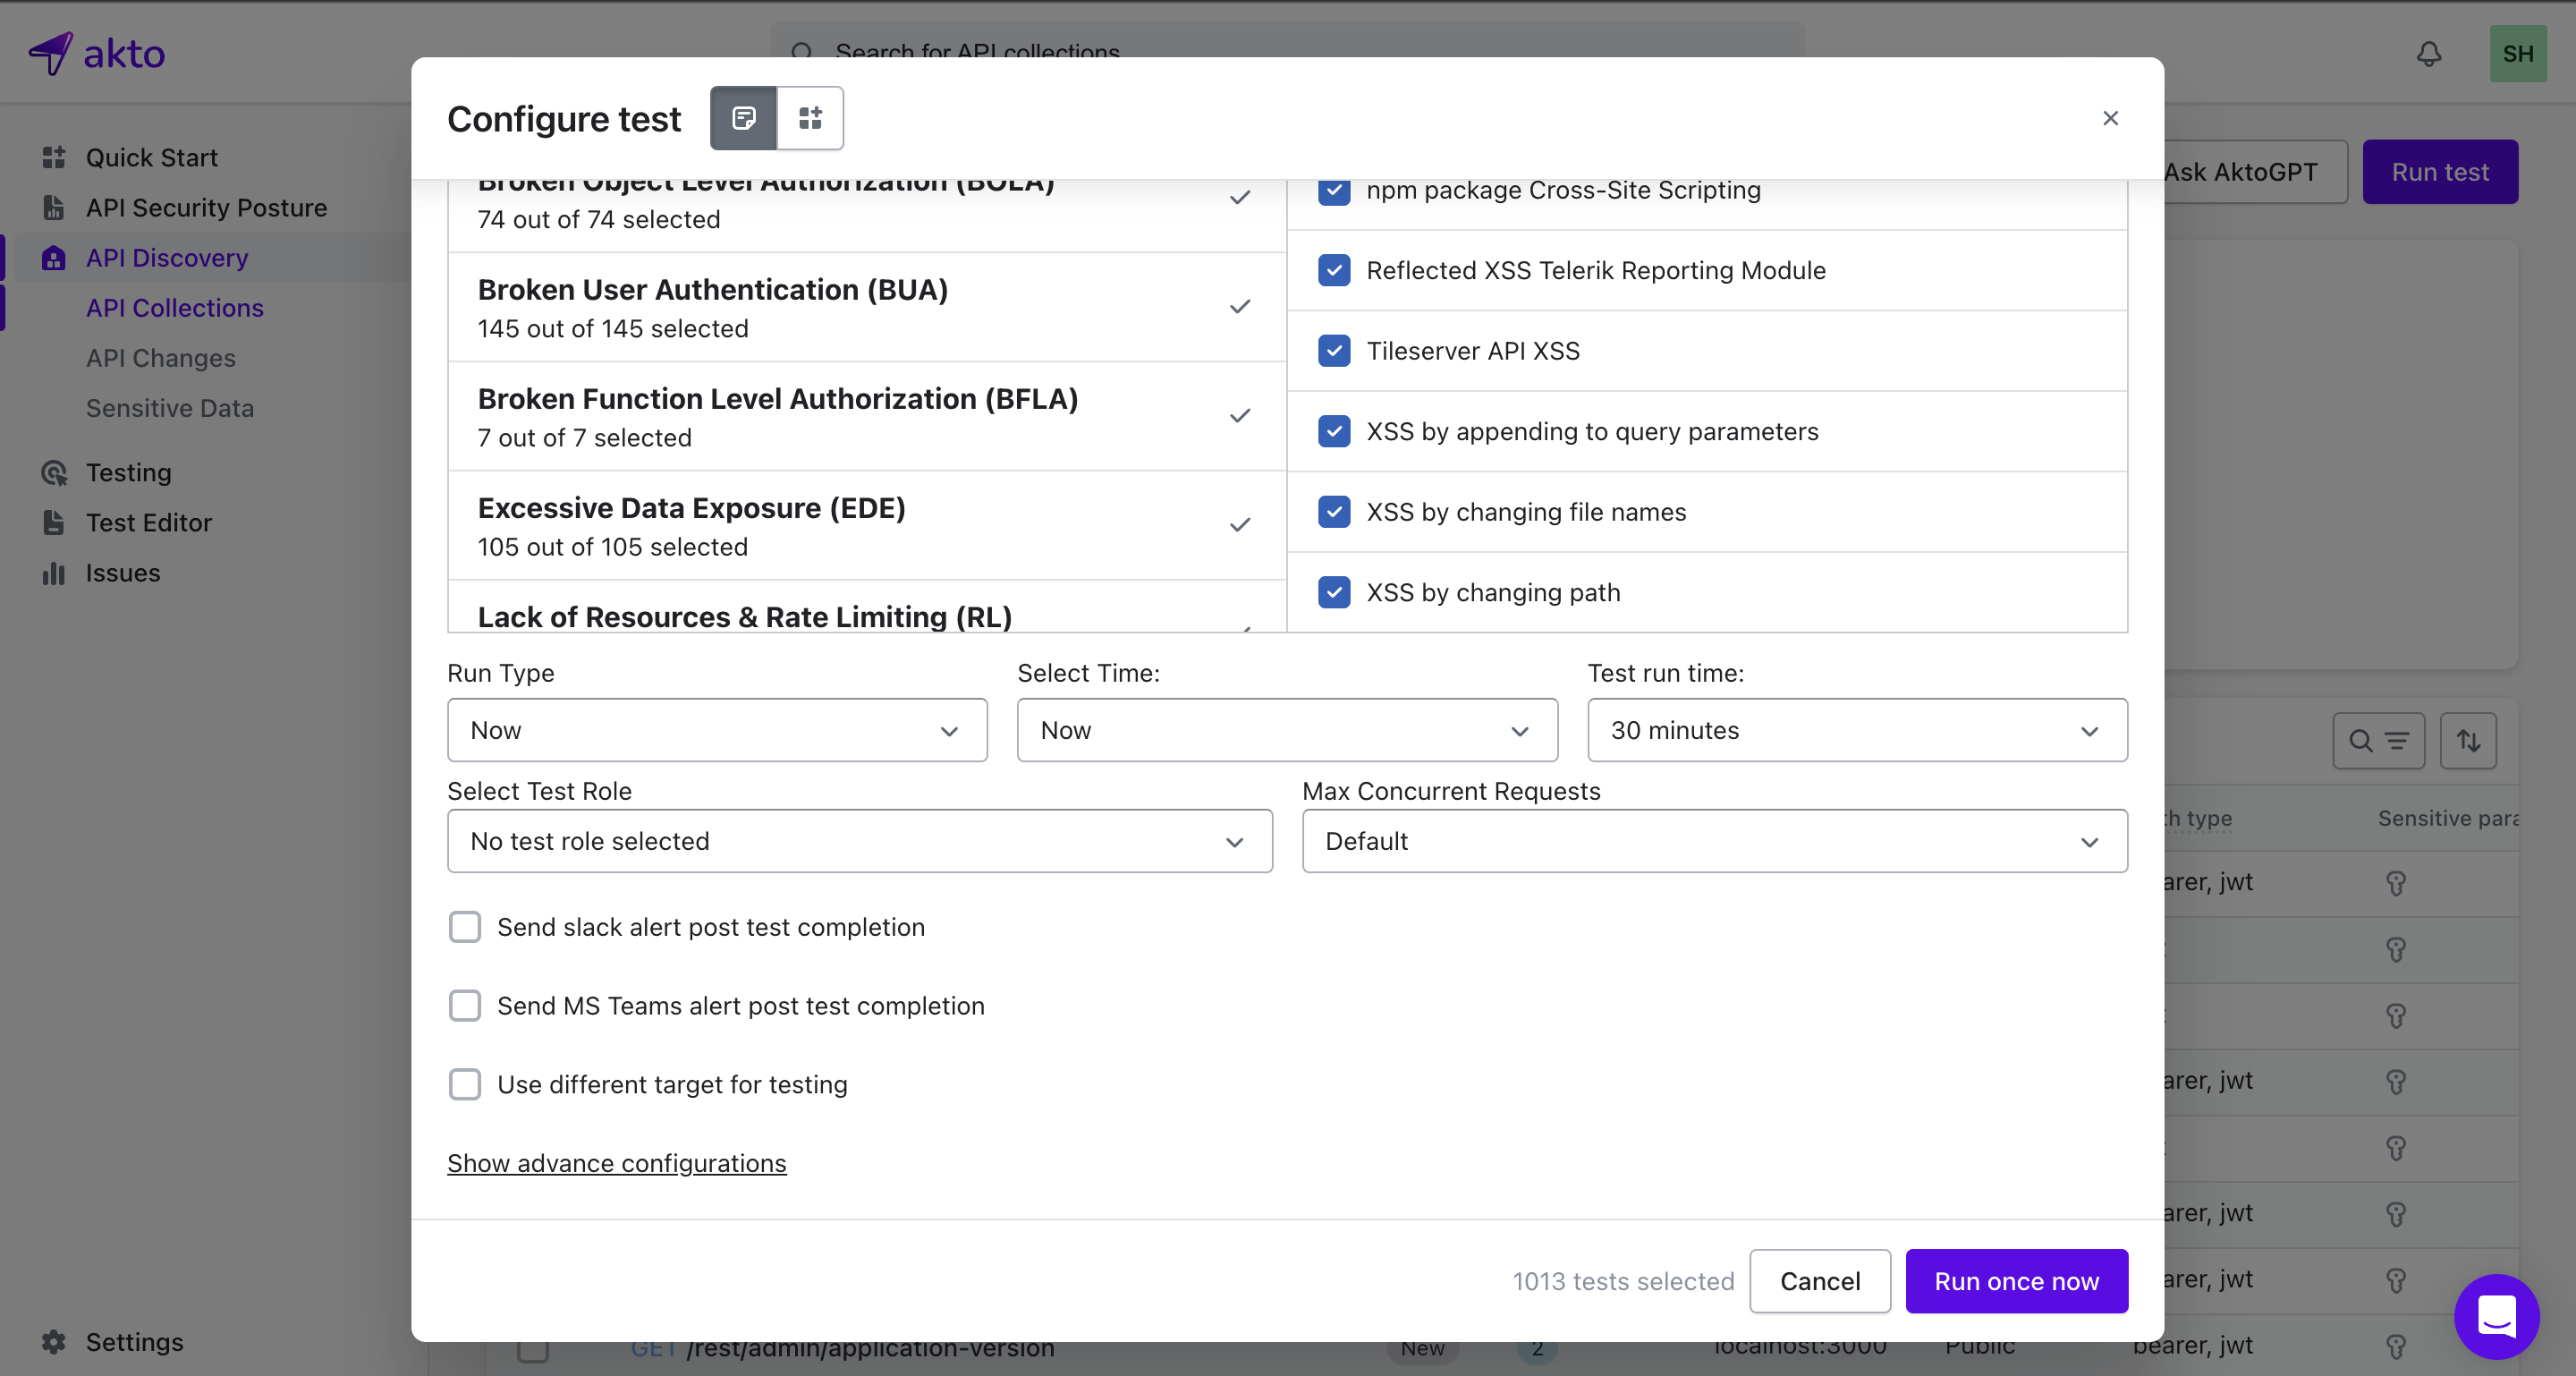 akto
Search for API collections
SH
Configure test
Quick Start
API Security Posture
API Discovery
API Collections
API Changes
Sensitive Data
Testing
Test Editor
Issues
Settings
Ask AktoGPT
Run test
Broken Object Level Authorization (BOLA)
74 out of 74 selected
Broken User Authentication (BUA)
145 out of 145 selected
Broken Function Level Authorization (BFLA)
7 out of 7 selected
Excessive Data Exposure (EDE)
105 out of 105 selected
Lack of Resources & Rate Limiting (RL)
npm package Cross-Site Scripting
Reflected XSS Telerik Reporting Module
Tileserver API XSS
XSS by appending to query parameters
XSS by changing file names
XSS by changing path
Run Type
Now
Select Time:
Now
Test run time:
30 minutes
Select Test Role
No test role selected
Max Concurrent Requests
Default
Send slack alert post test completion
Send MS Teams alert post test completion
Use different target for testing
Show advance configurations
1013 tests selected
Cancel
Run once now
type
Sensitive
jwt
jwt
jwt
jwt
GET /rest/admin/application-version
New
2
localhost:3000
Public
bearer, jwt